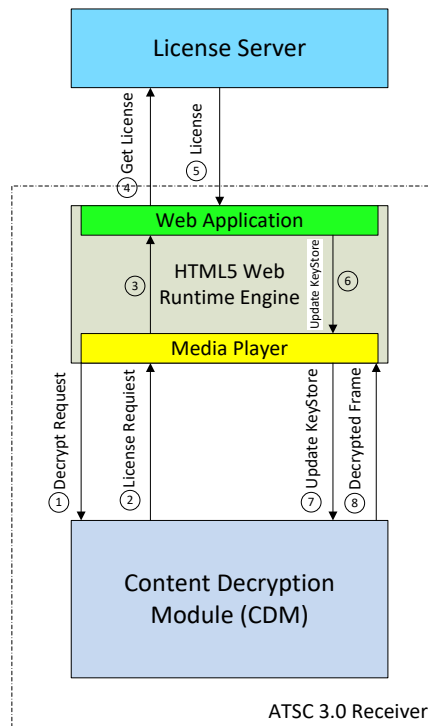 License Server
4
Get License
5
License
Web Application
3
HTML5 Web
Runtime Engine
Update KeyStore
6
Media Player
1
Decrypt Request
2
License Requiest
7
Update KeyStore
8
Decrypted Frame
Content Decryption
Module (CDM)
ATSC 3.0 Receiver